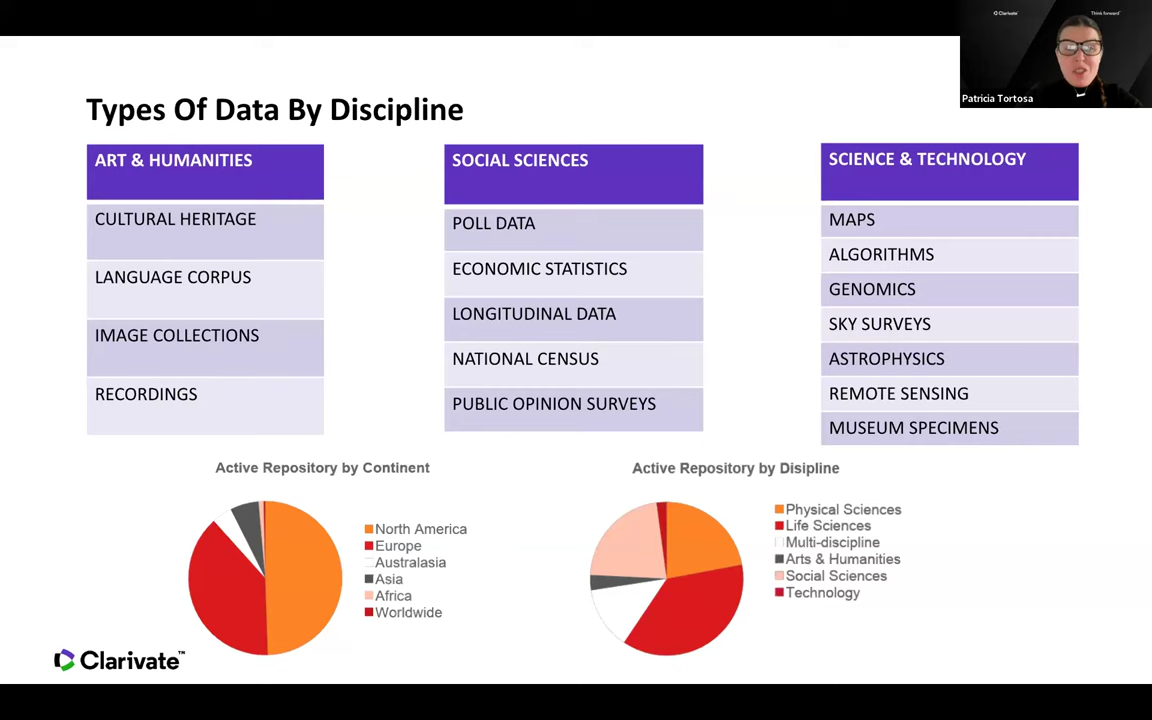 Clarivate
Think forward
Patricia Tortosa
Types Of Data By Discipline
ART & HUMANITIES
CULTURAL HERITAGE
LANGUAGE CORPUS
IMAGE COLLECTIONS
RECORDINGS
SOCIAL SCIENCES
POLL DATA
ECONOMIC STATISTICS
LONGITUDINAL DATA
NATIONAL CENSUS
PUBLIC OPINION SURVEYS
SCIENCE & TECHNOLOGY
MAPS
ALGORITHMS
GENOMICS
SKY SURVEYS
ASTROPHYSICS
REMOTE SENSING
MUSEUM SPECIMENS
Active Repository by Continent
North America
Europe
Australasia
Asia
Africa
Worldwide
Active Repository by Disipline
Physical Sciences
Life Sciences
Multi-discipline
Arts & Humanities
Social Sciences
Technology
Clarivate™